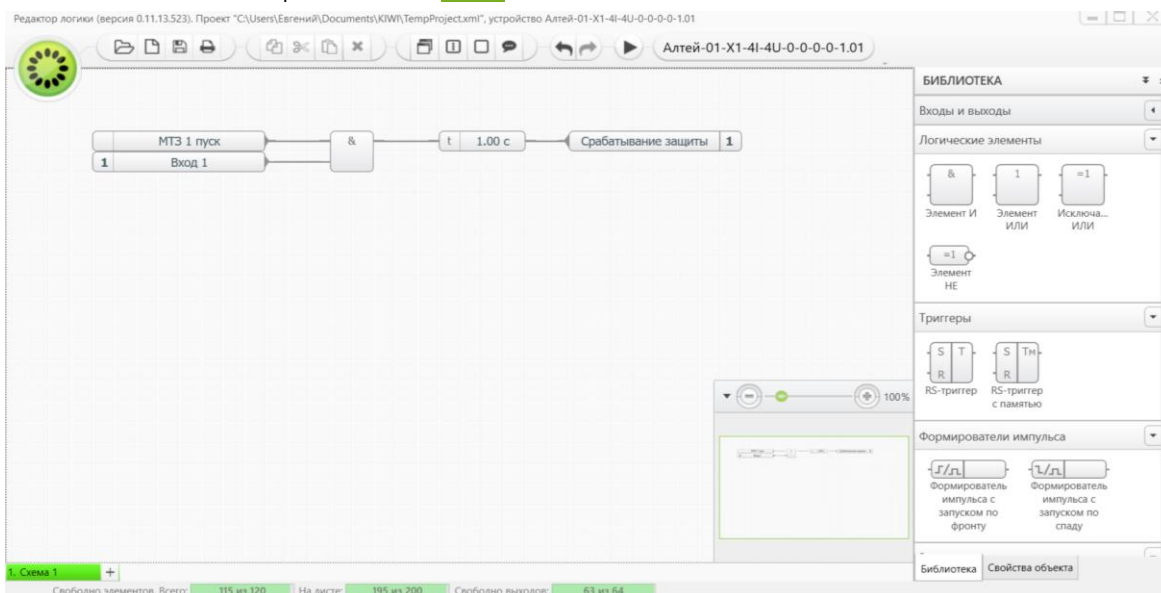 Редактор логики (версия 0.11.13.523). Проект "C:\Users\Евгений\Documents\KIWI\TempProject.xml", устройство Алтей-01-X1-4I-4U-0-0-0-0-1.01
Алтей-01-X1-4I-4U-0-0-0-0-1.01
МТЗ 1 пуск
&
t 1.00 с
Срабатывание защиты 1
1 Вход 1
БИБЛИОТЕКА
Входы и выходы
Логические элементы
& 1 =1
Элемент И Элемент ИЛИ Исключа... ИЛИ
=1
Элемент НЕ
Триггеры
S T R S Tм R
RS-триггер RS-триггер с памятью
Формирователи импульса
Формирователь импульса с запуском по фронту
Формирователь импульса с запуском по спаду
100%
Библиотека Свойства объекта
1. Схема 1 +
Свободно элементов. Всего: 115 из 120 На листе: 195 из 200 Свободно выходов: 63 из 64